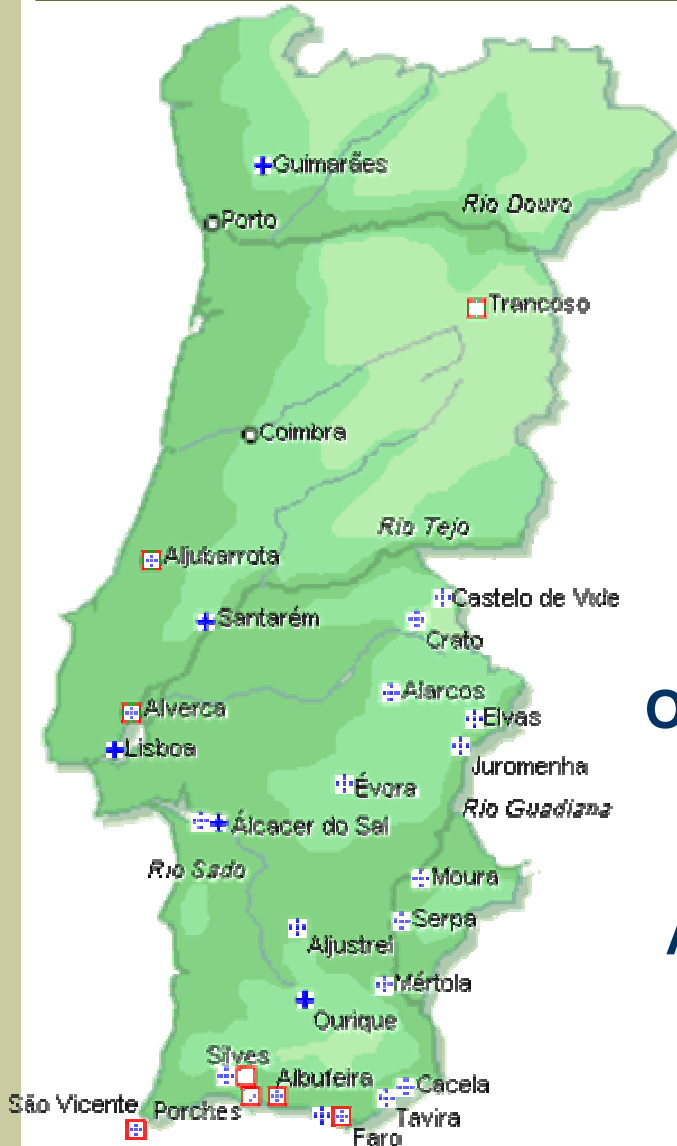 Guimarães
Rio Douro
Porto
Trancoso
Coimbra
Rio Tejo
Aljubarrota
Castelo de Vide
Santarém
Crato
Alarcos
Alverca
Elvas
O
Lisboa
Juromenha
Évora
Rio Guadiana
Álcacer do Sal
Rio Sado
Moura
Serpa
A
Aljustrel
Mértola
Ourique
Silves
Albufeira
Cacela
São Vicente
Porches
Tavira
Faro